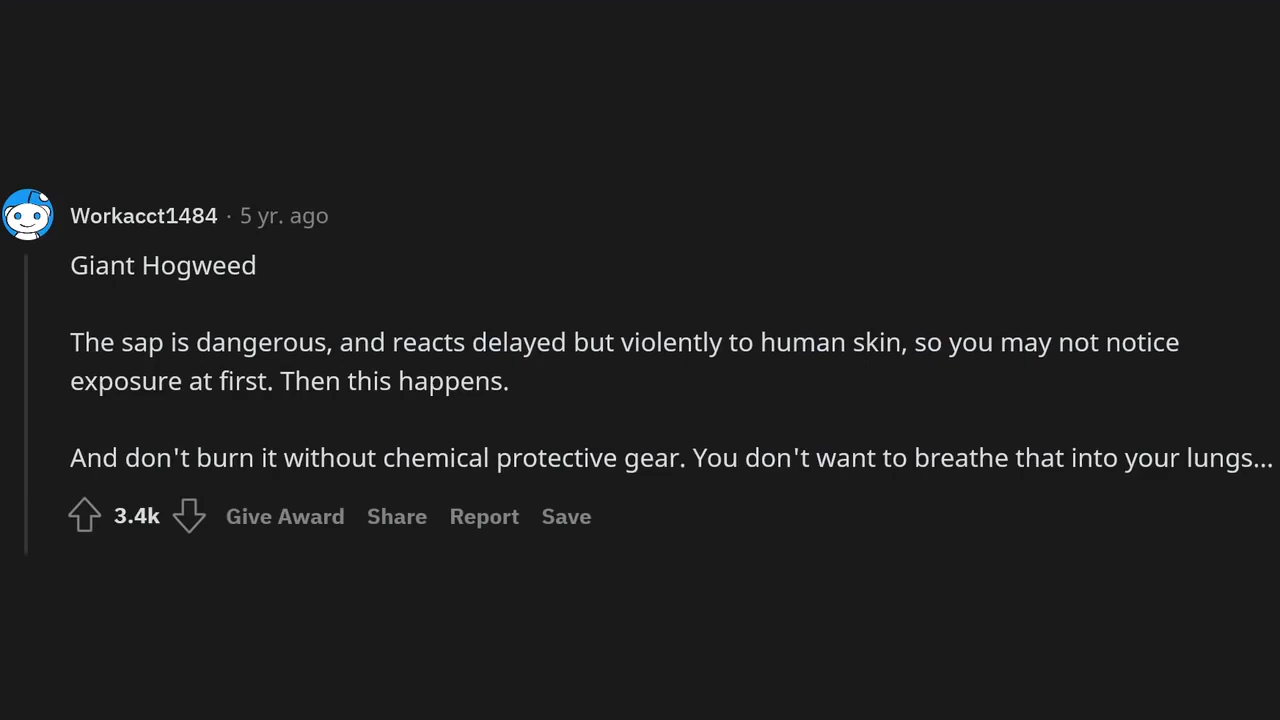 Workacct1484 · 5 yr. ago
Giant Hogweed
The sap is dangerous, and reacts delayed but violently to human skin, so you may not notice
exposure at first. Then this happens.
And don't burn it without chemical protective gear. You don't want to breathe that into your lungs...
3.4k Give Award Share Report Save